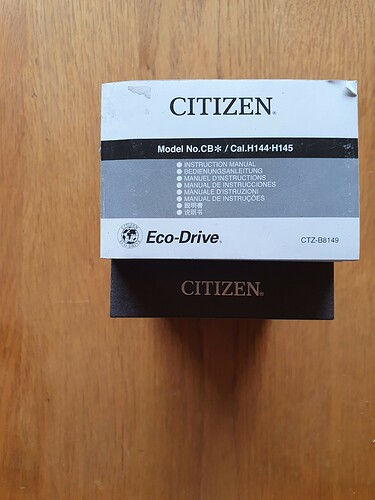 CITIZEN®
Model No.CB✻ / Cal.H144·H145
● INSTRUCTION MANUAL
● BEDIENUNGSANLEITUNG
● MANUEL D'INSTRUCTIONS
● MANUAL DE INSTRUCCIONES
● MANUALE D'ISTRUZIONI
● MANUAL DE INSTRUÇÕES
● 説明書
● 说明书
Eco-Drive®
CTZ-B8149
CITIZEN®